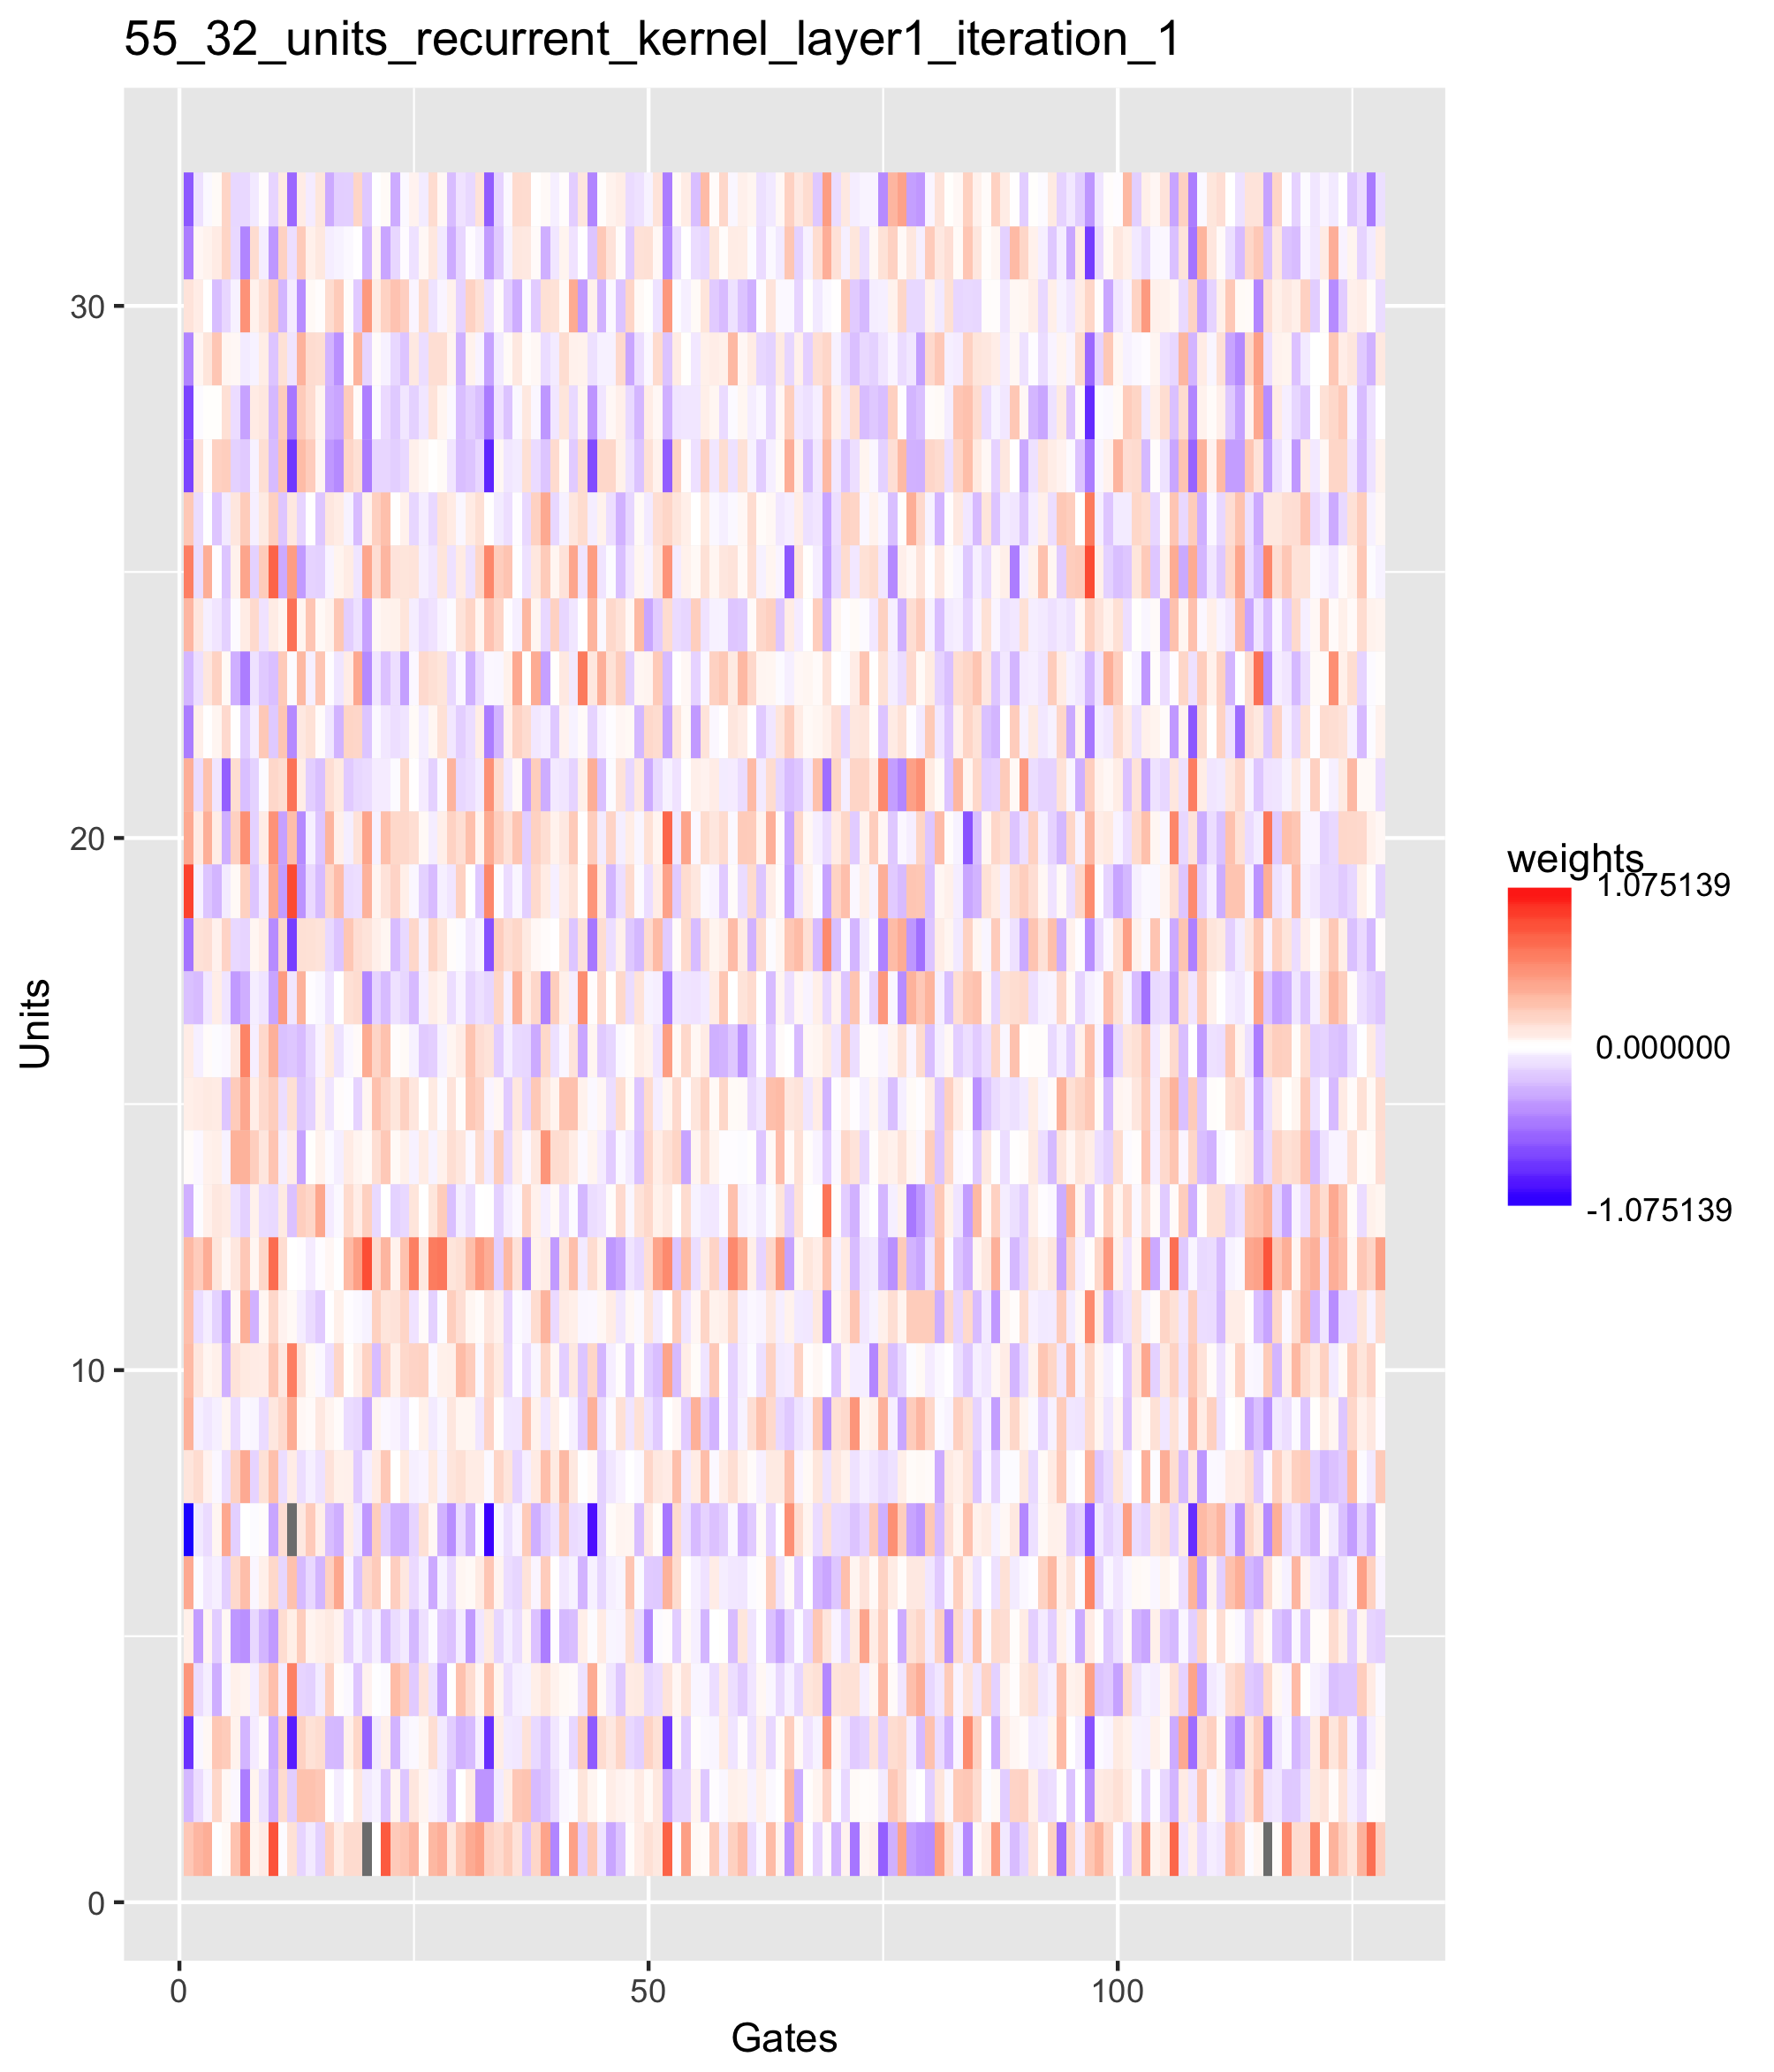 55_32_units_recurrent_kernel_layer1_iteration_1
30
20
10
0
Units
0 50 100
Gates
weights
1.075139
0.000000
-1.075139